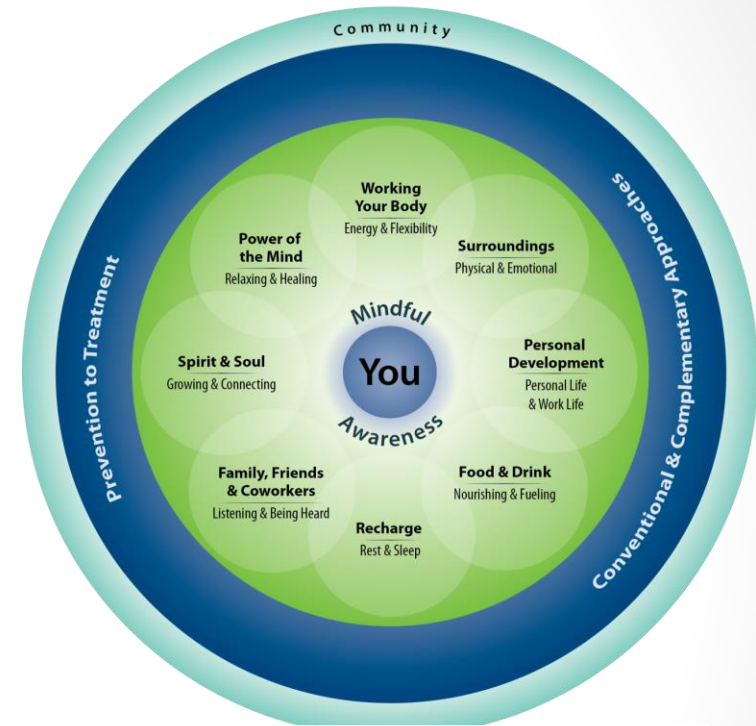 Community
Prevention to Treatment
Conventional & Complementary Approaches
Working
Your Body
Energy & Flexibility
Surroundings
Physical & Emotional
Personal
Development
Personal Life
& Work Life
Food & Drink
Nourishing & Fueling
Recharge
Rest & Sleep
Family, Friends
& Coworkers
Listening & Being Heard
Spirit & Soul
Growing & Connecting
Power of
the Mind
Relaxing & Healing
Mindful
You
Awareness